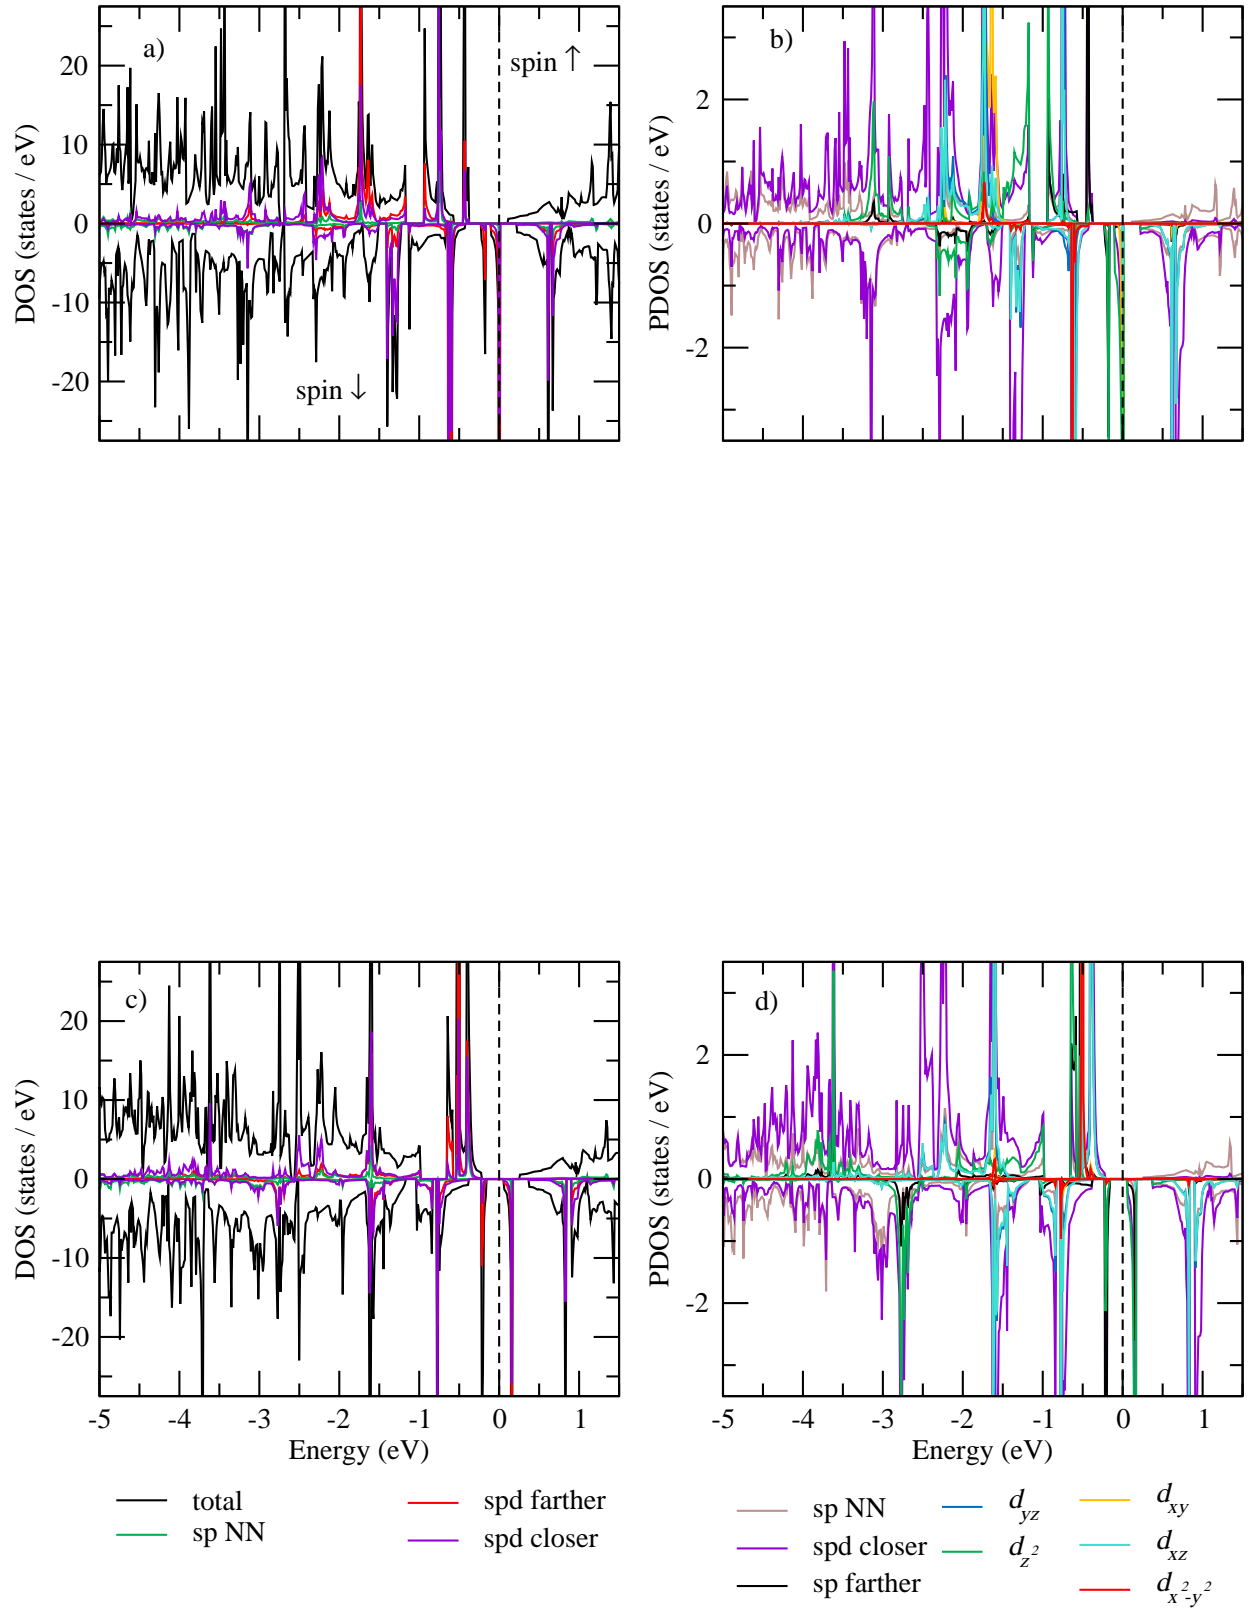 a)
spin ↑
20
10
0
-10
-20
DOS (states / eV)
spin ↓
b)
2
0
-2
PDOS (states / eV)
c)
20
10
0
-10
-20
DOS (states / eV)
-5 -4 -3 -2 -1 0 1
Energy (eV)
d)
2
0
-2
PDOS (states / eV)
-5 -4 -3 -2 -1 0 1
Energy (eV)
total
sp NN
spd farther
spd closer
sp NN
spd closer
sp farther
d_yz
d_z²
d_xy
d_xz
d_x²-y²